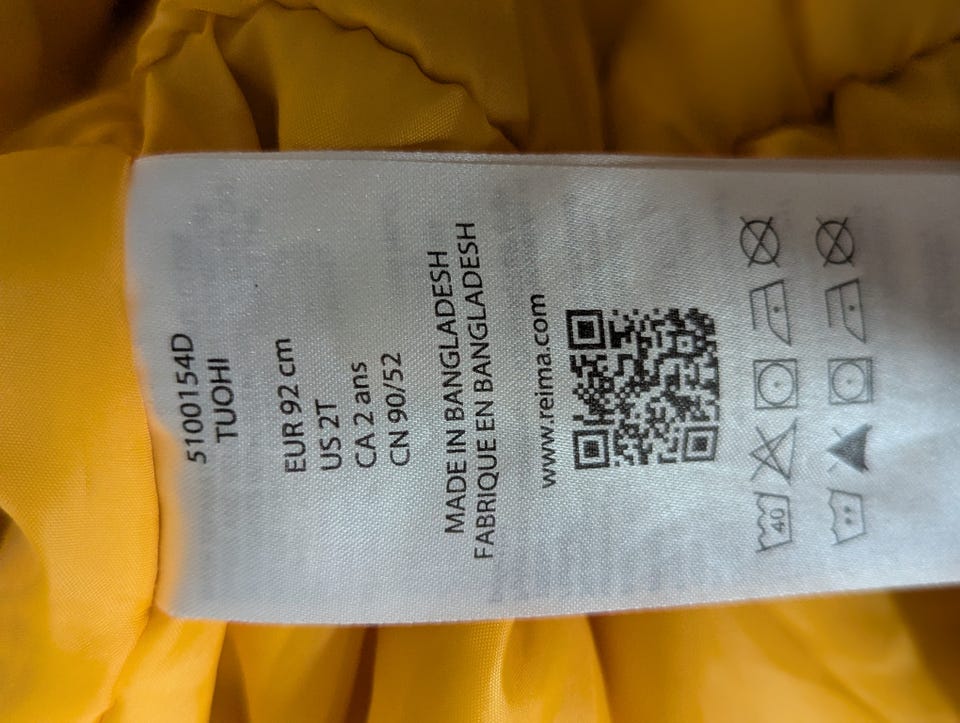 5100154D
TUOHI
EUR 92 cm
US 2T
CA 2 ans
CN 90/52
MADE IN BANGLADESH
FABRIQUE EN BANGLADESH
www.reima.com
40